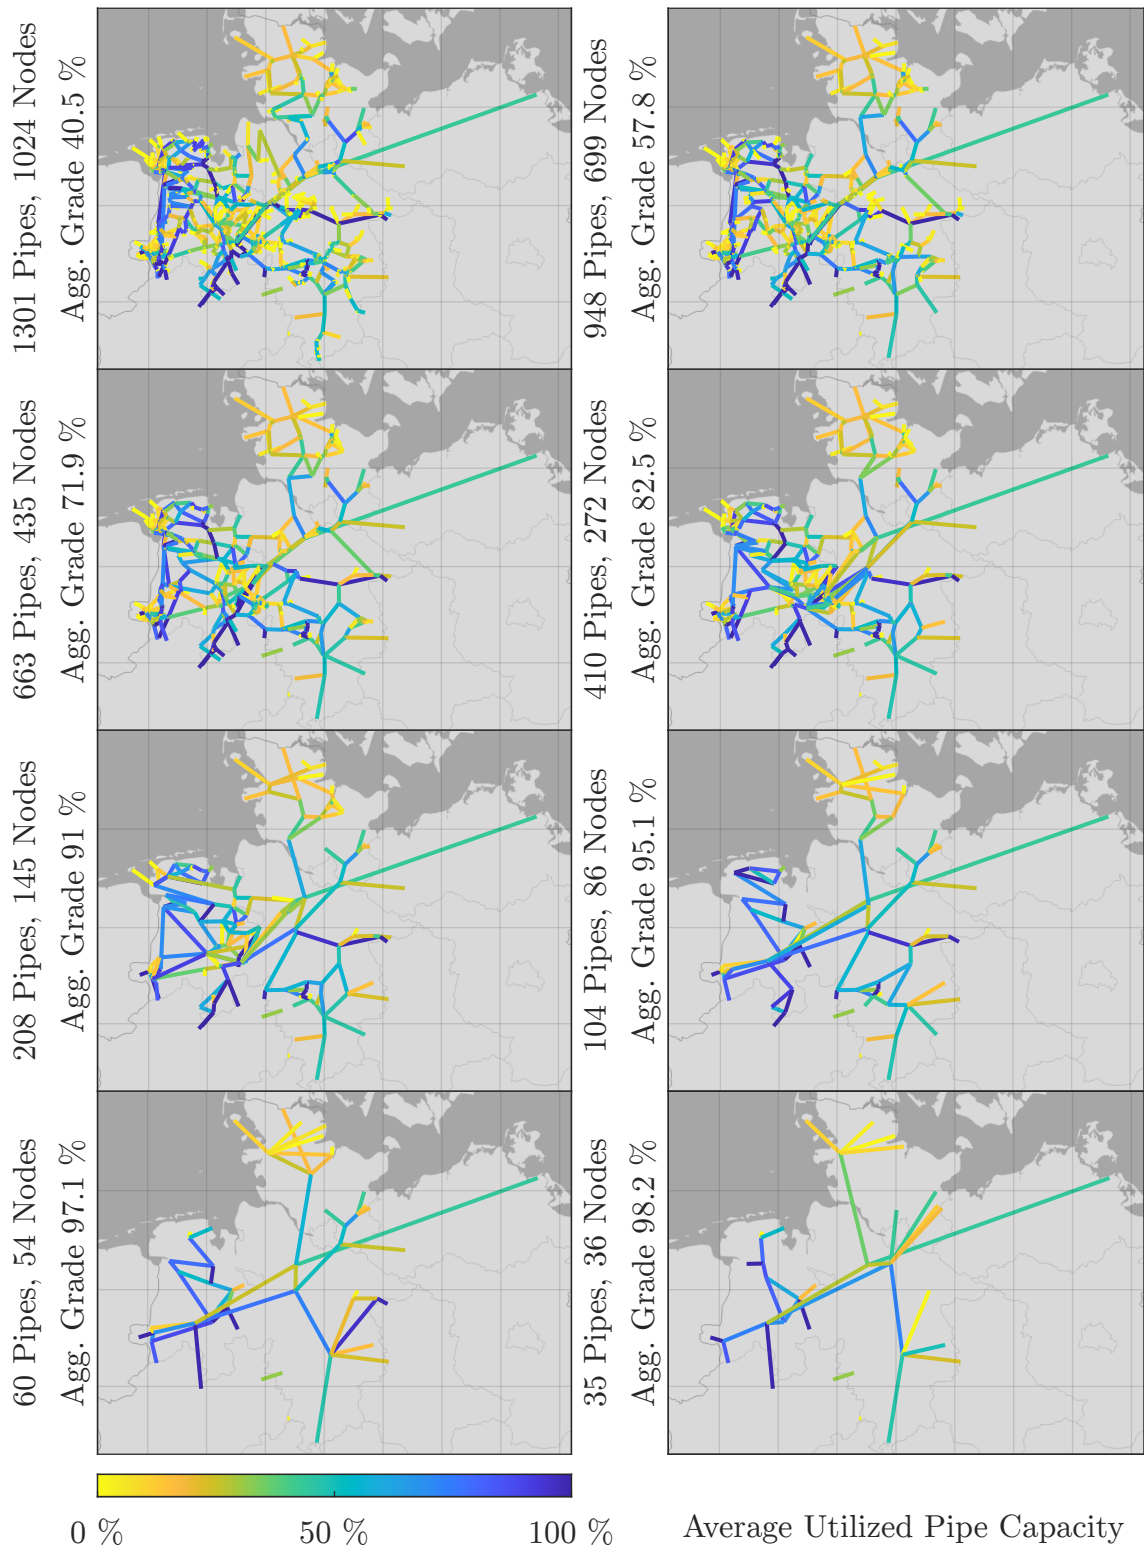 1301 Pipes, 1024 Nodes
Agg. Grade 40.5 %
948 Pipes, 699 Nodes
Agg. Grade 57.8 %
663 Pipes, 435 Nodes
Agg. Grade 71.9 %
410 Pipes, 272 Nodes
Agg. Grade 82.5 %
208 Pipes, 145 Nodes
Agg. Grade 91 %
104 Pipes, 86 Nodes
Agg. Grade 95.1 %
60 Pipes, 54 Nodes
Agg. Grade 97.1 %
35 Pipes, 36 Nodes
Agg. Grade 98.2 %
0 % 50 % 100 %
Average Utilized Pipe Capacity